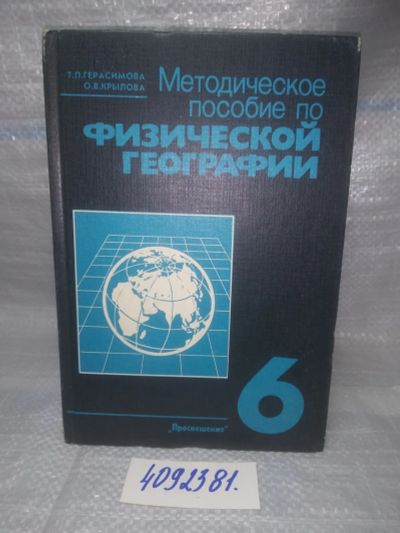 Т.П.ГЕРАСИМОВА
О.В.КРЫЛОВА
Методическое
пособие по
ФИЗИЧЕСКОЙ
ГЕОГРАФИИ
6
„Просвещение"
4092381.